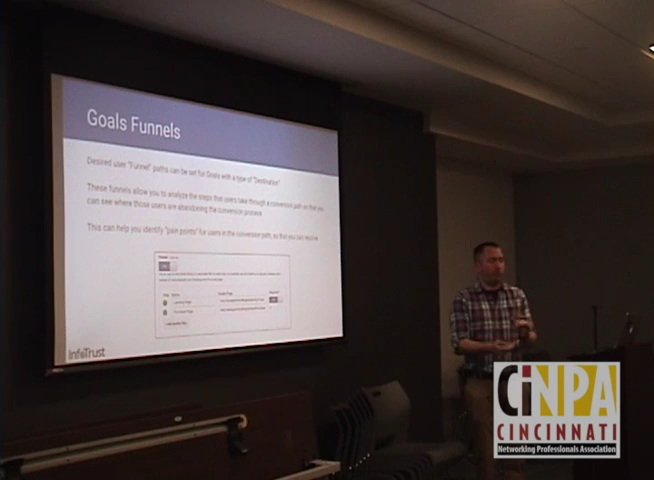 Goals Funnels
Desired user "Funnel" paths can be set for Goals with a type of "Destination"
These funnels allow you to analyze the steps that users take through a conversion path so that you
can see where those users are abandoning the conversion process
This can help you identify "pain points" for users in the conversion path, so that you can resolve
infoTrust
CiNPA
CINCINNATI
Networking Professionals Association